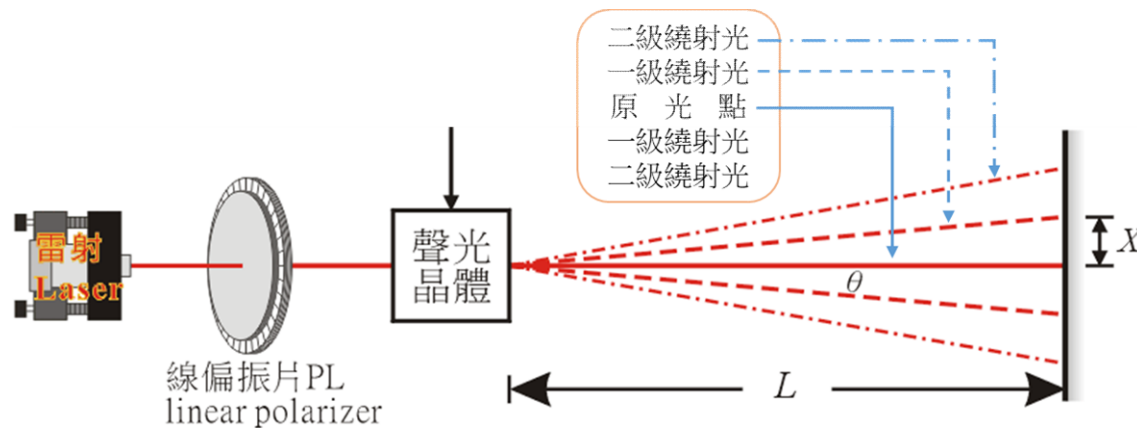 二級繞射光
一級繞射光
原光點
一級繞射光
二級繞射光
雷射
Laser
聲光
晶體
θ
X
L
線偏振片PL
linear polarizer